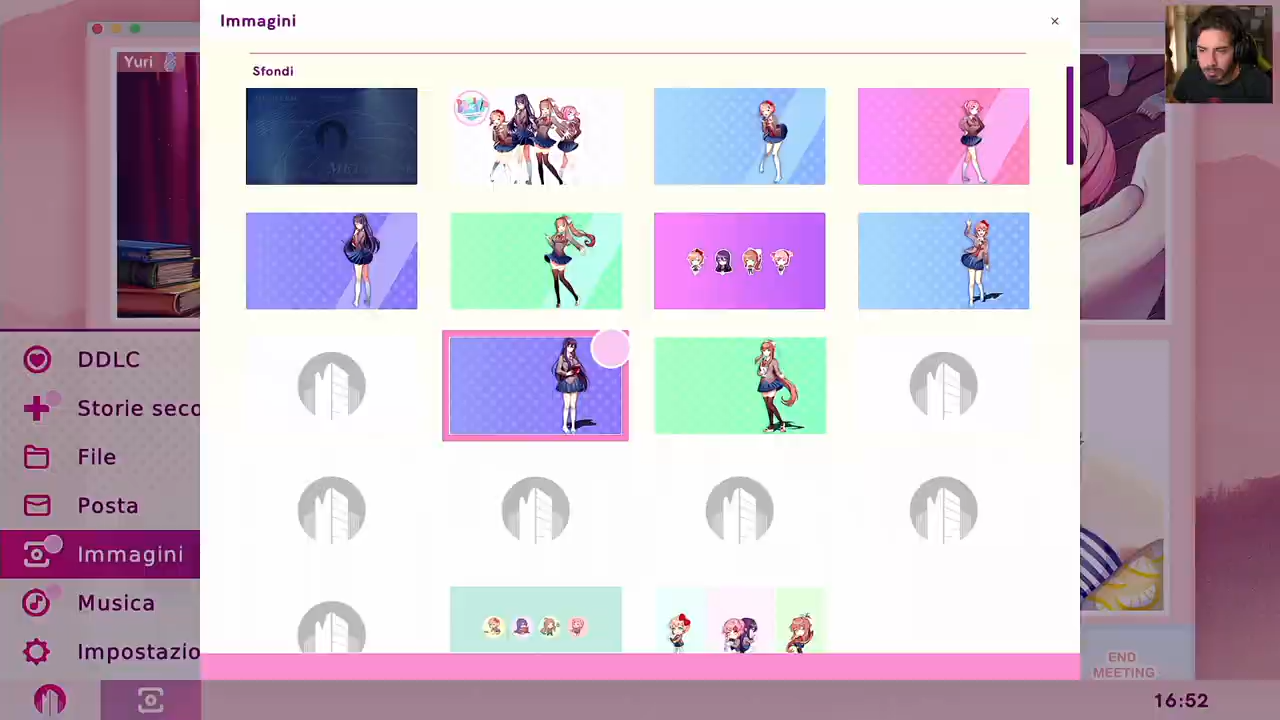 Immagini
Yuri
Sfondi
DDLC
Storie seco
File
Posta
Immagini
Musica
Impostazio
END
MEETING
16:52